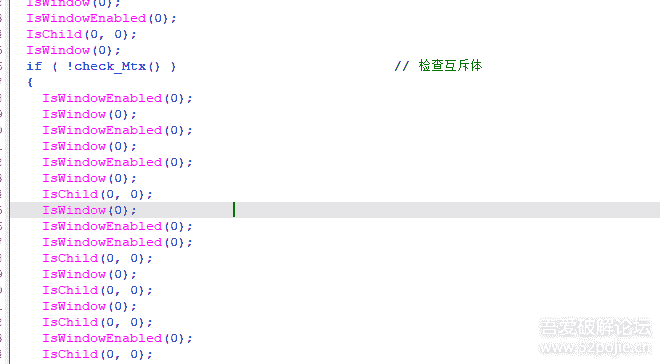 IsWindow(0);
IsWindowEnabled(0);
IsChild(0, 0);
IsWindow(0);
if ( !check_Mtx() ) // 检查互斥体
{
IsWindowEnabled(0);
IsWindow(0);
IsWindowEnabled(0);
IsWindow(0);
IsWindowEnabled(0);
IsWindow(0);
IsChild(0, 0);
IsWindow(0);
IsWindowEnabled(0);
IsWindowEnabled(0);
IsChild(0, 0);
IsWindow(0);
IsChild(0, 0);
IsWindow(0);
IsChild(0, 0);
IsWindowEnabled(0);
IsChild(0, 0);
吾爱破解论坛
www.52pojie.cn